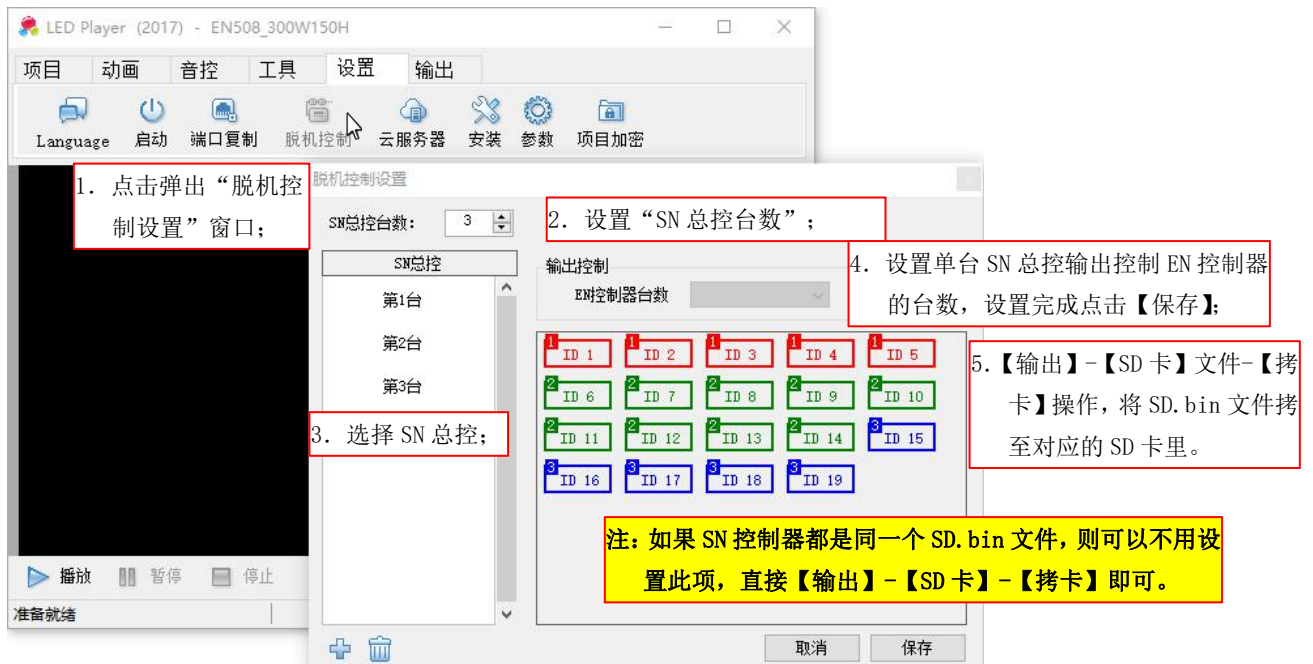 LED Player (2017) - EN508_300W150H
项目 动画 音控 工具 设置 输出
Language 启动 端口复制 脱机控制 云服务器 安装 参数 项目加密
1. 点击弹出“脱机控
制设置”窗口;
脱机控制设置
SN总控台数: 3
2. 设置“SN 总控台数”;
SN总控
第1台
第2台
第3台
3. 选择 SN 总控;
输出控制
EN控制器台数
4. 设置单台 SN 总控输出控制 EN 控制器
的台数，设置完成点击【保存】;
1 ID 1 1 ID 2 1 ID 3 1 ID 4 1 ID 5
2 ID 6 2 ID 7 2 ID 8 2 ID 9 2 ID 10
2 ID 11 2 ID 12 2 ID 13 2 ID 14 3 ID 15
3 ID 16 3 ID 17 3 ID 18 3 ID 19
5.【输出】-【SD 卡】文件-【拷
卡】操作，将 SD.bin 文件拷
至对应的 SD 卡里。
注: 如果 SN 控制器都是同一个 SD.bin 文件，则可以不用设
置此项，直接【输出】-【SD 卡】-【拷卡】即可。
播放 暂停 停止
准备就绪
取消 保存